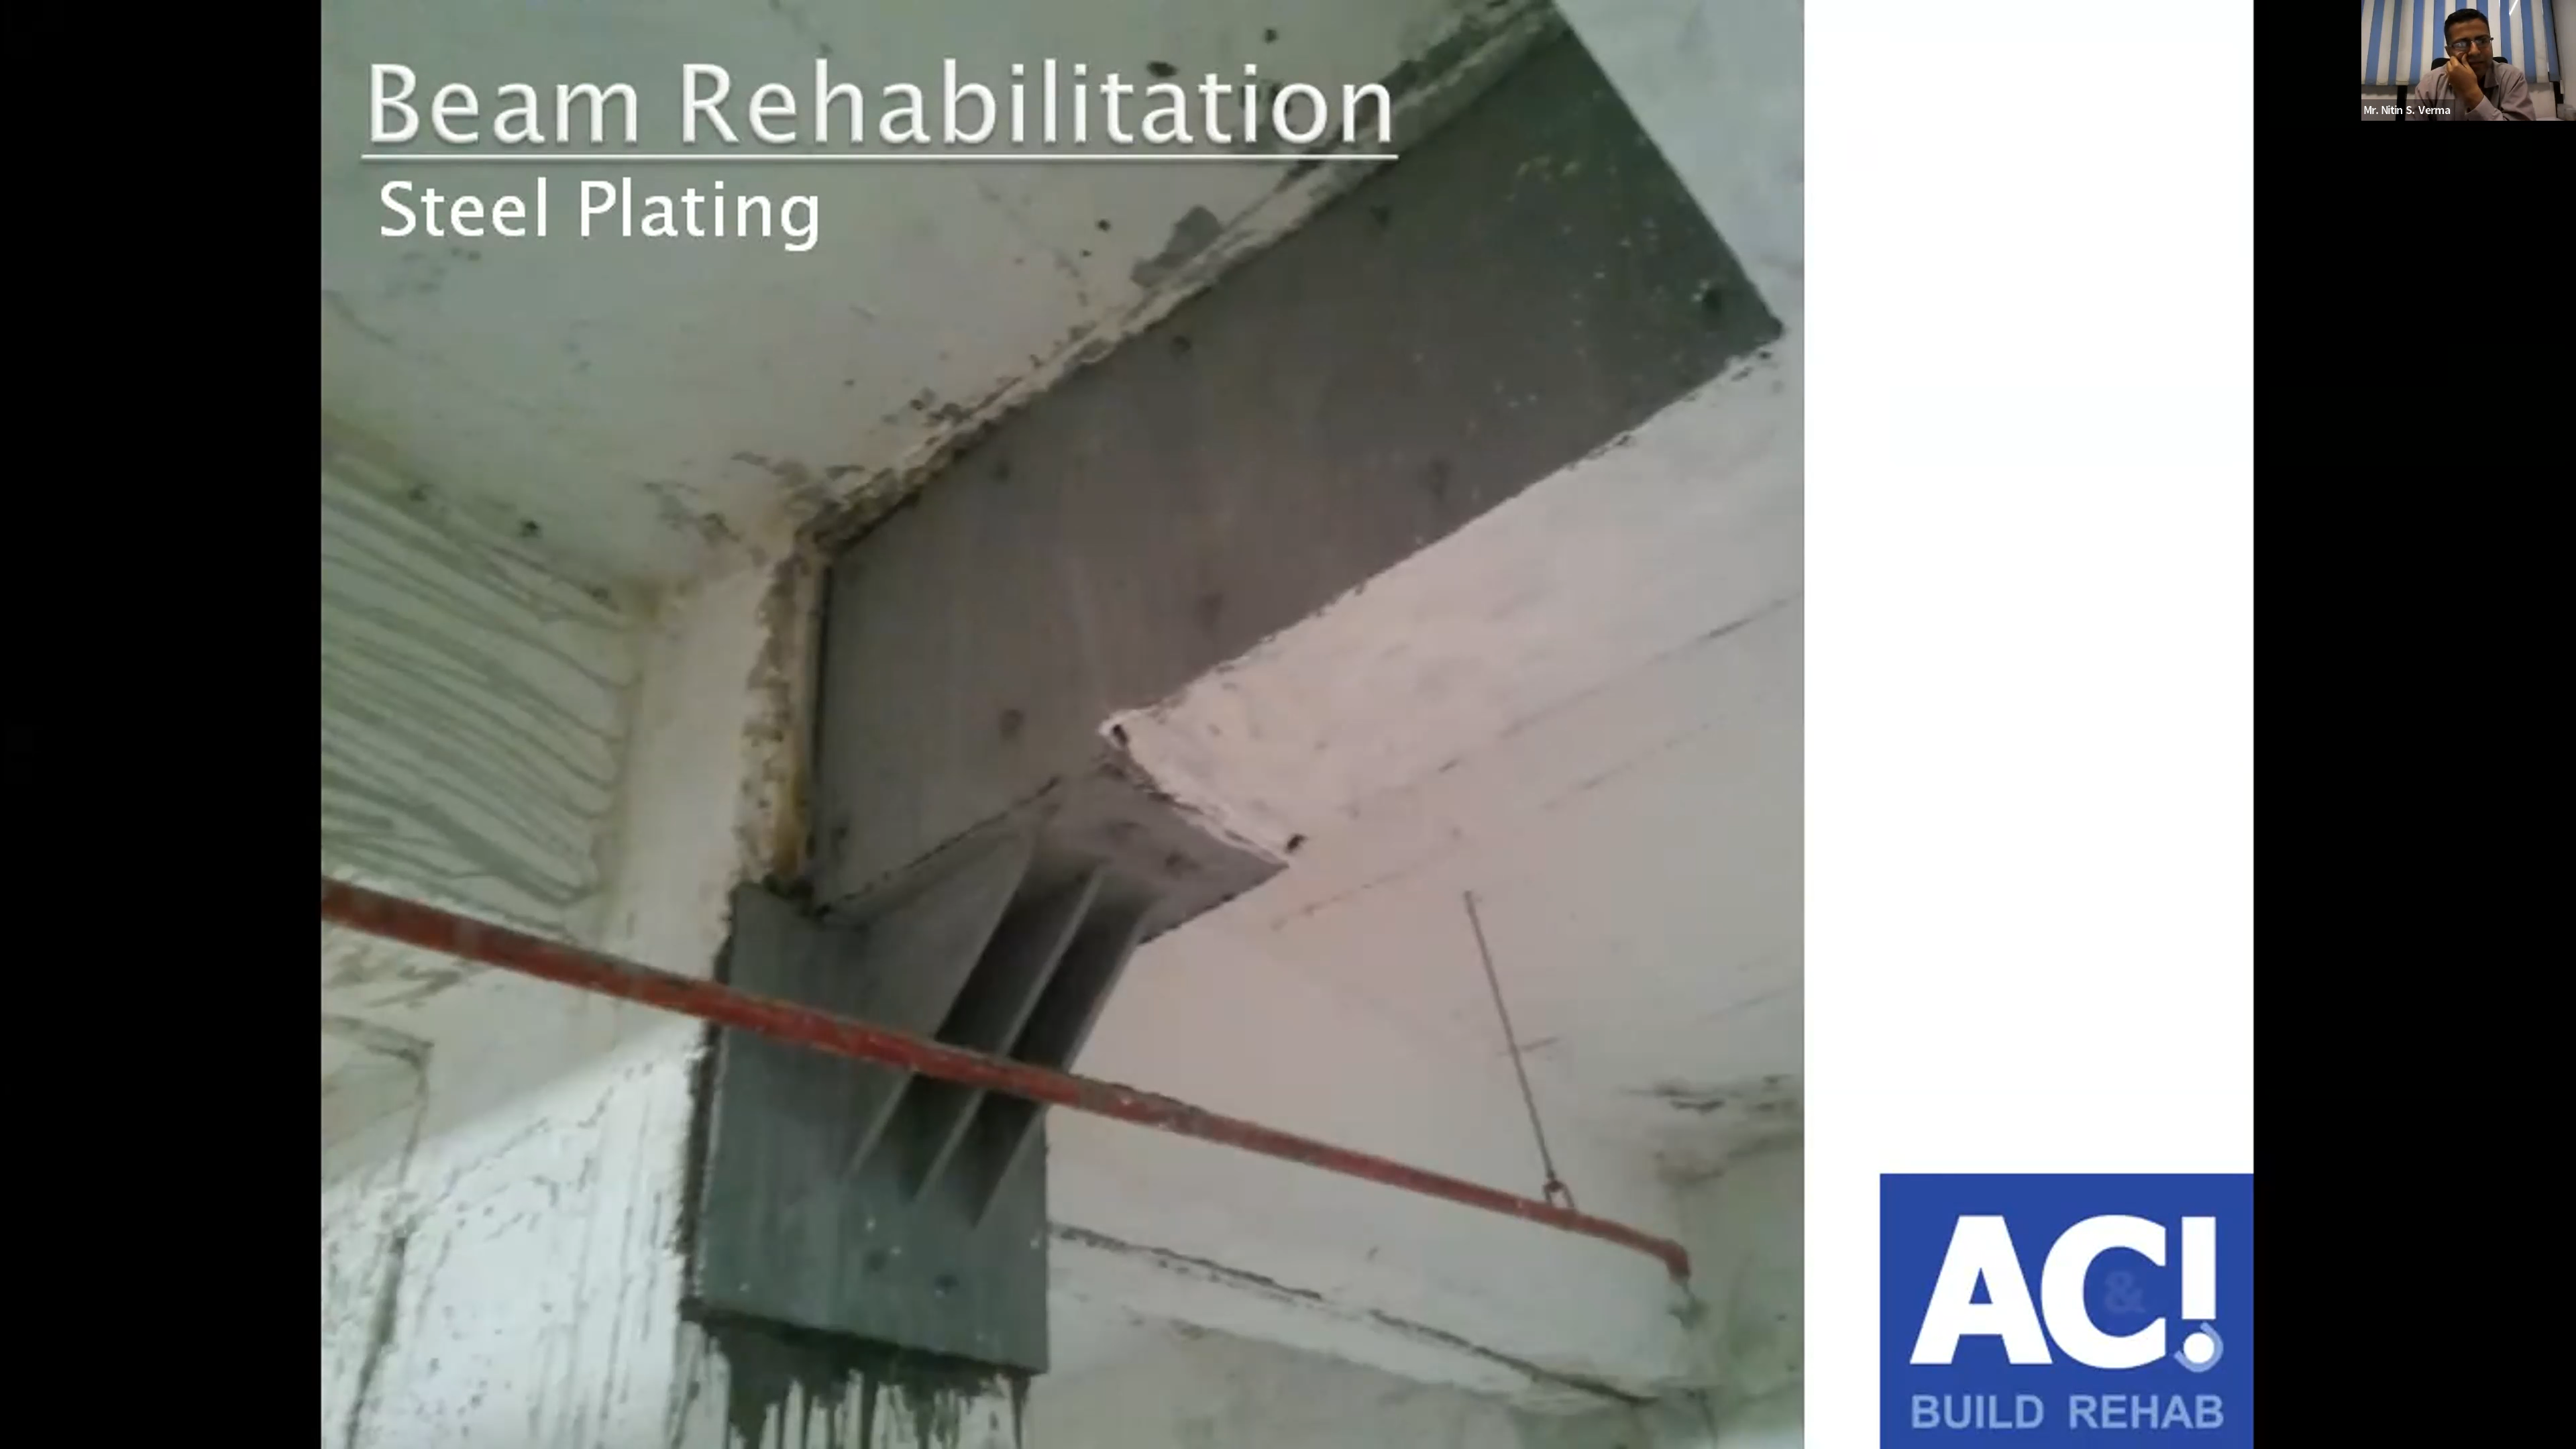 Beam Rehabilitation
Steel Plating
Mr. Nitin S. Verma
AC!
&
BUILD REHAB